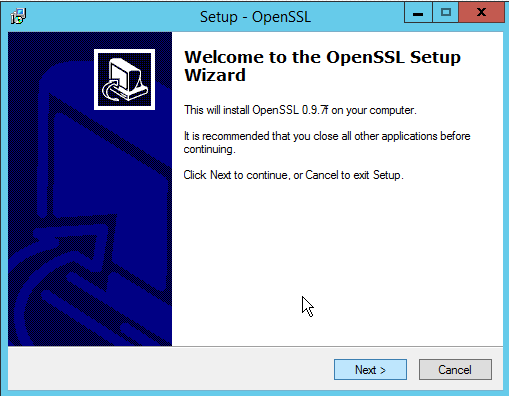 Setup - OpenSSL
Welcome to the OpenSSL Setup
Wizard
This will install OpenSSL 0.9.7f on your computer.
It is recommended that you close all other applications before
continuing.
Click Next to continue, or Cancel to exit Setup.
Next >
Cancel